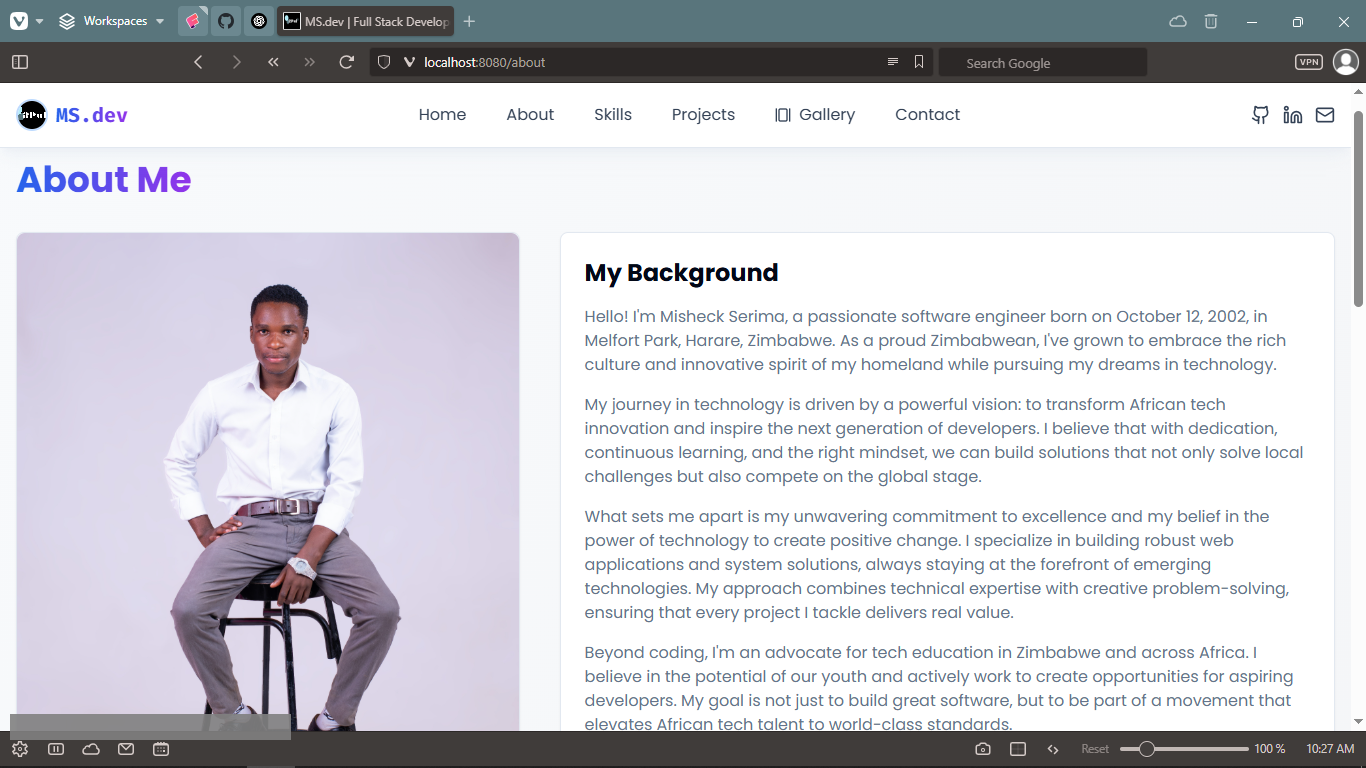 Workspaces
MS.dev | Full Stack Develop
localhost:8080/about
Search Google
VPN
MS.dev
Home
About
Skills
Projects
Gallery
Contact
About Me
My Background
Hello! I'm Misheck Serima, a passionate software engineer born on October 12, 2002, in
Melfort Park, Harare, Zimbabwe. As a proud Zimbabwean, I've grown to embrace the rich
culture and innovative spirit of my homeland while pursuing my dreams in technology.
My journey in technology is driven by a powerful vision: to transform African tech
innovation and inspire the next generation of developers. I believe that with dedication,
continuous learning, and the right mindset, we can build solutions that not only solve local
challenges but also compete on the global stage.
What sets me apart is my unwavering commitment to excellence and my belief in the
power of technology to create positive change. I specialize in building robust web
applications and system solutions, always staying at the forefront of emerging
technologies. My approach combines technical expertise with creative problem-solving,
ensuring that every project I tackle delivers real value.
Beyond coding, I'm an advocate for tech education in Zimbabwe and across Africa. I
believe in the potential of our youth and actively work to create opportunities for aspiring
developers. My goal is not just to build great software, but to be part of a movement that
elevates African tech talent to world-class standards.
Reset
100 %
10:27 AM